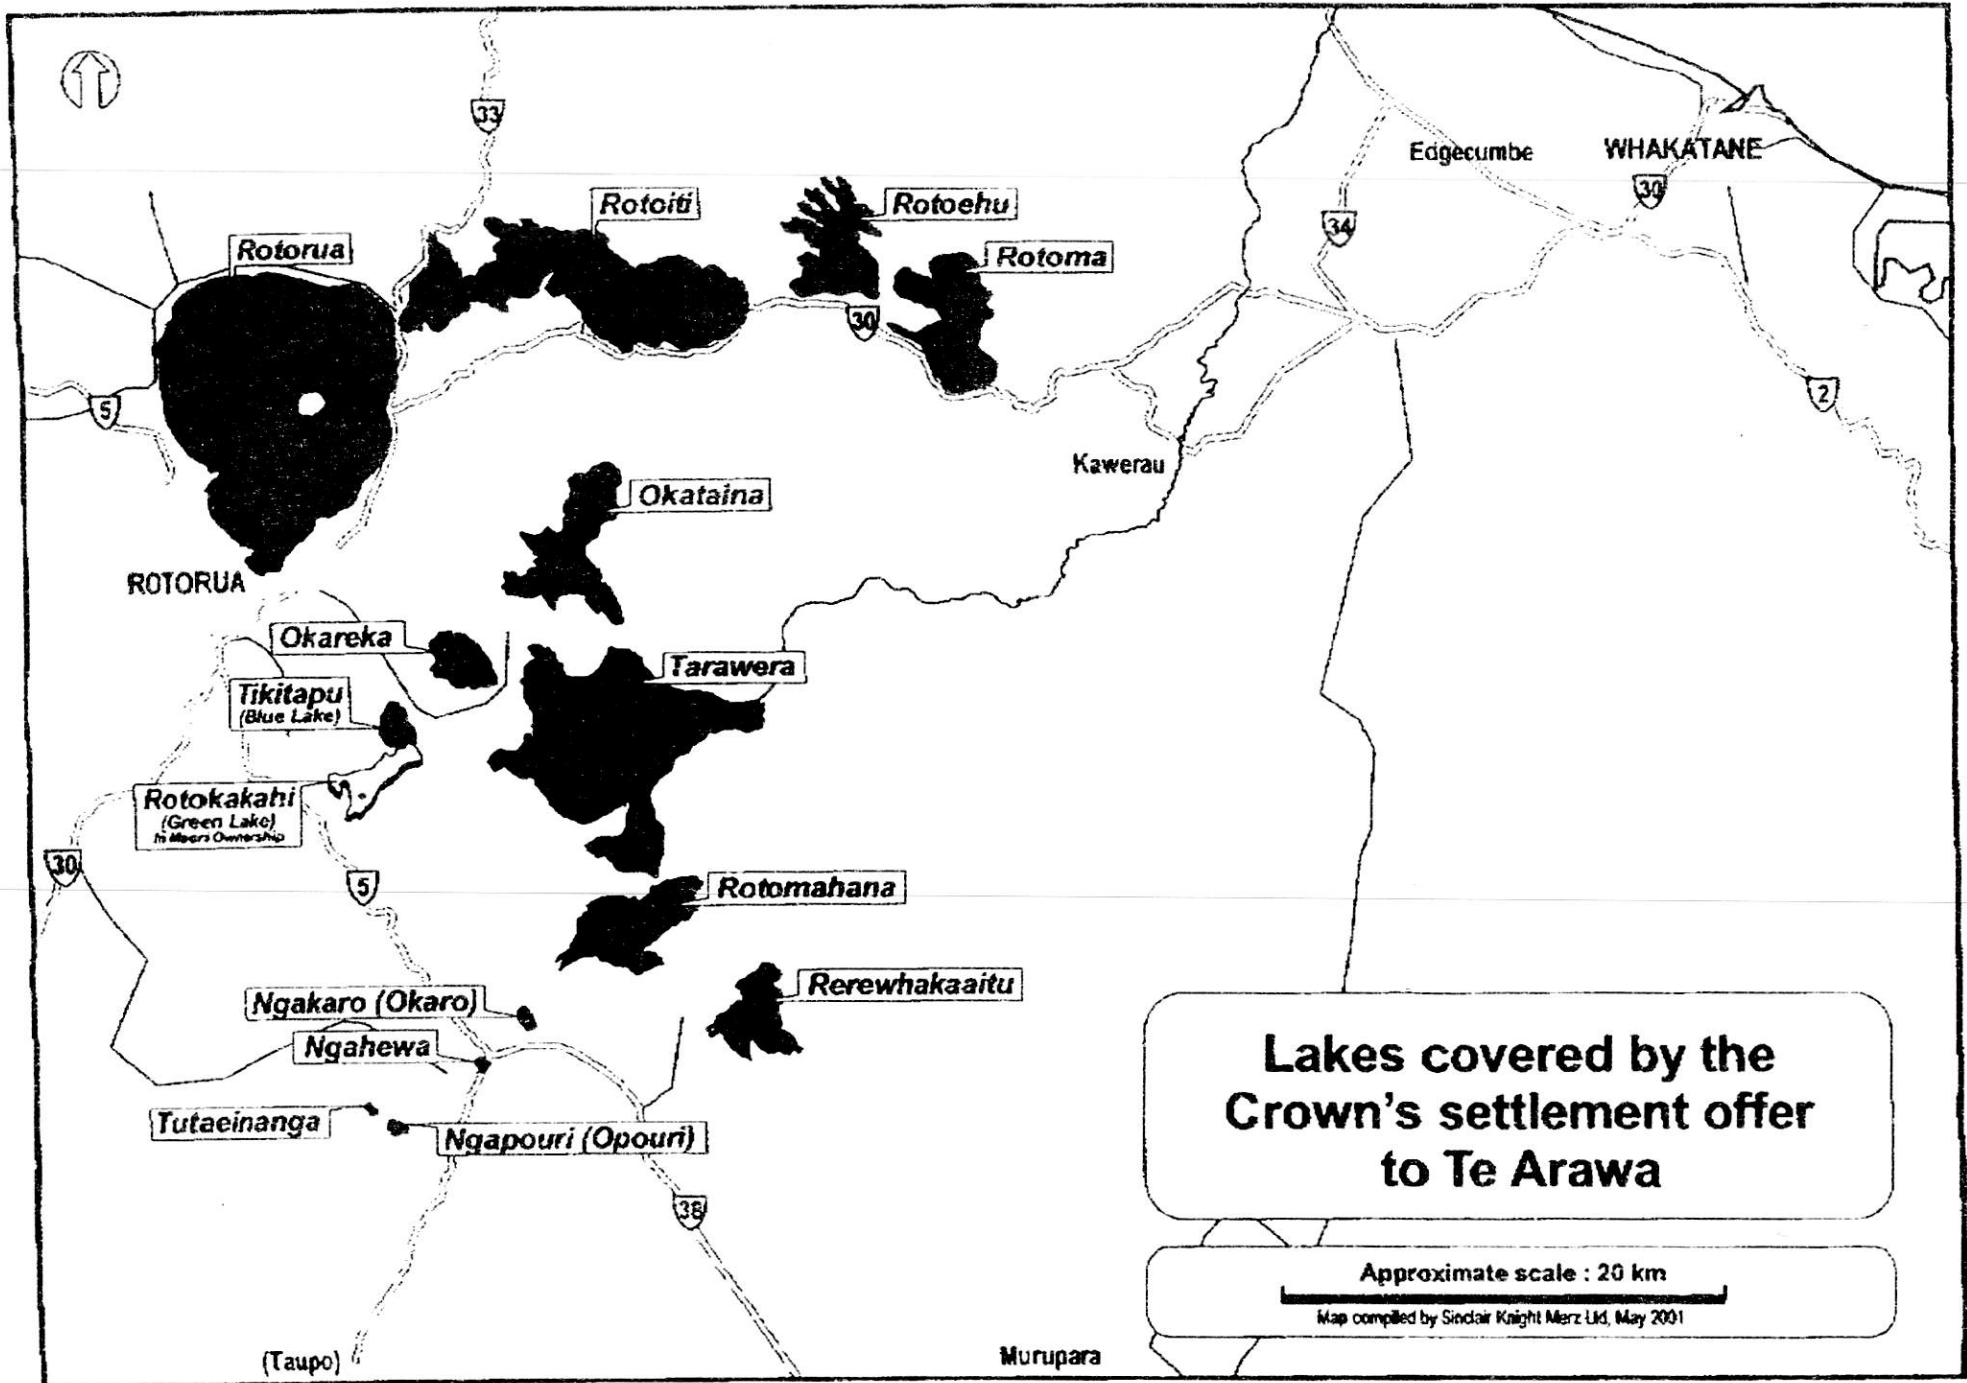 33
Edgecumbe
WHAKATANE
30
Rotoiti
Rotoehu
34
Rotorua
Rotoma
30
5
2
Kawerau
Okataina
ROTORUA
Okareka
Tarawera
Tikitapu
(Blue Lake)
Rotokakahi
(Green Lake)
In Maori Ownership
30
5
Rotomahana
Rerewhakaaitu
Ngakaro (Okaro)
Ngahewa
Tutaeinanga
Ngapouri (Opouri)
38
Lakes covered by the
Crown's settlement offer
to Te Arawa
Approximate scale : 20 km
Map compiled by Sinclair Knight Merz Ltd, May 2001
(Taupo)
Murupara